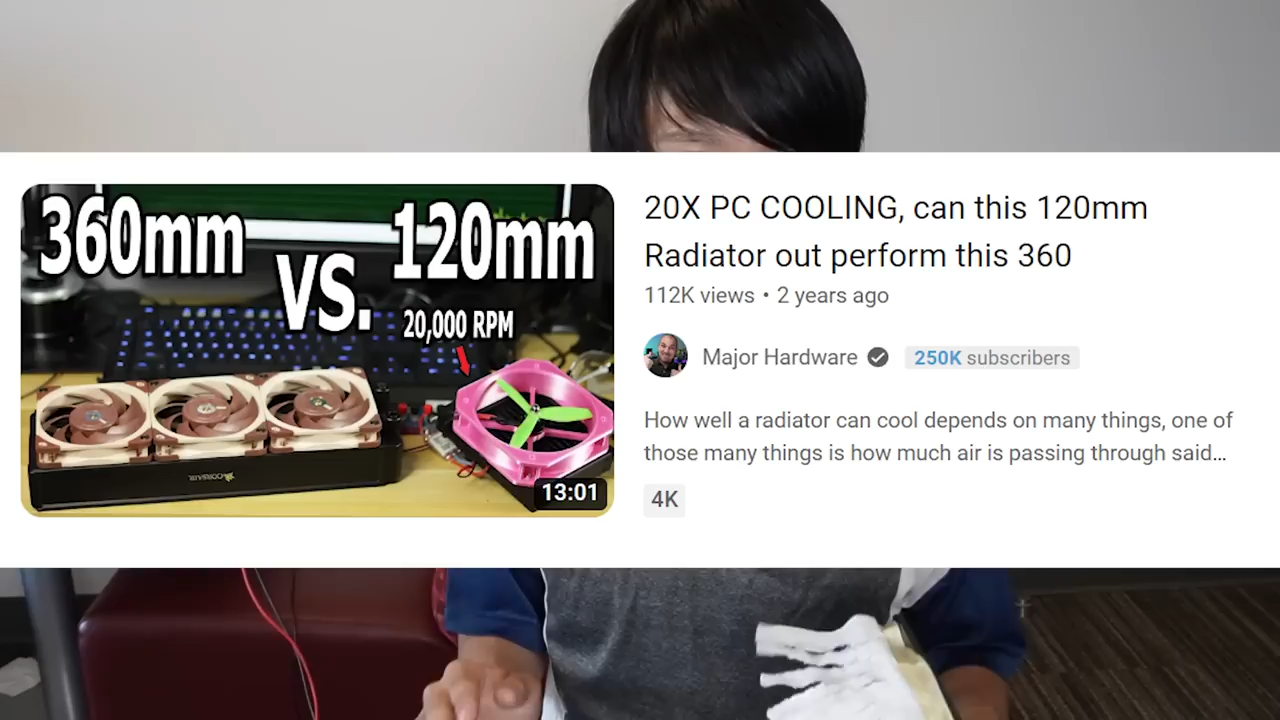 360mm
VS.
120mm
20,000 RPM
CORSAIR
13:01
20X PC COOLING, can this 120mm
Radiator out perform this 360
112K views • 2 years ago
Major Hardware
250K subscribers
How well a radiator can cool depends on many things, one of
those many things is how much air is passing through said...
4K